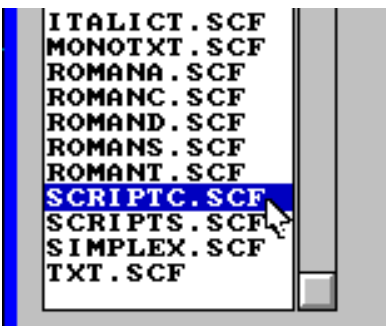 ITALICT.SCF
MONOTXT.SCF
ROMANA.SCF
ROMANC.SCF
ROMAND.SCF
ROMANS.SCF
ROMANT.SCF
SCRIPTC.SCF
SCRIPTS.SCF
SIMPLEX.SCF
TXT.SCF